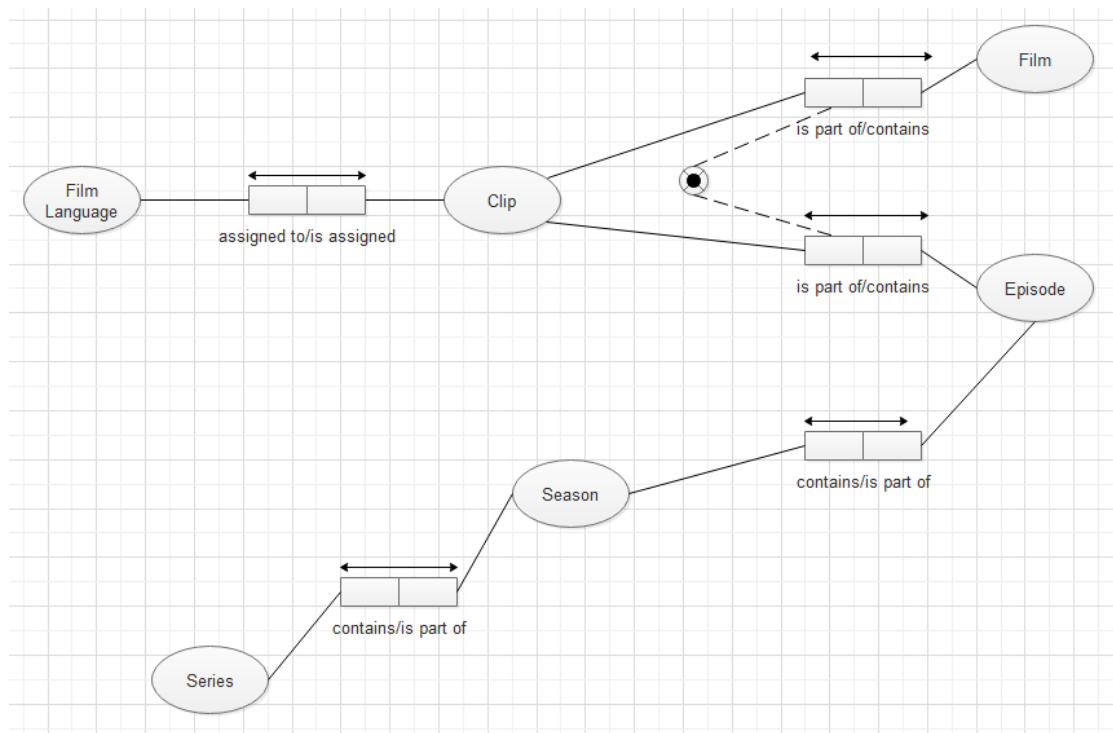 Film
is part of/contains
Film
Language
Clip
assigned to/is assigned
is part of/contains
Episode
contains/is part of
Season
contains/is part of
Series